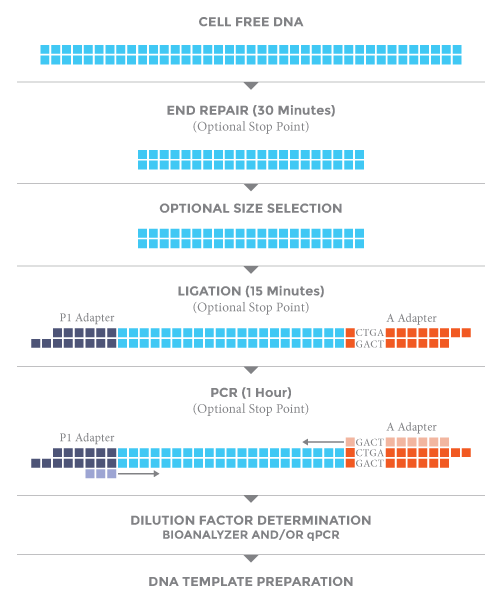 CELL FREE DNA
END REPAIR (30 Minutes)
(Optional Stop Point)
OPTIONAL SIZE SELECTION
LIGATION (15 Minutes)
(Optional Stop Point)
P1 Adapter
A Adapter
CTGA
GACT
PCR (1 Hour)
(Optional Stop Point)
P1 Adapter
A Adapter
GACT
CTGA
GACT
DILUTION FACTOR DETERMINATION
BIOANALYZER AND/OR qPCR
DNA TEMPLATE PREPARATION